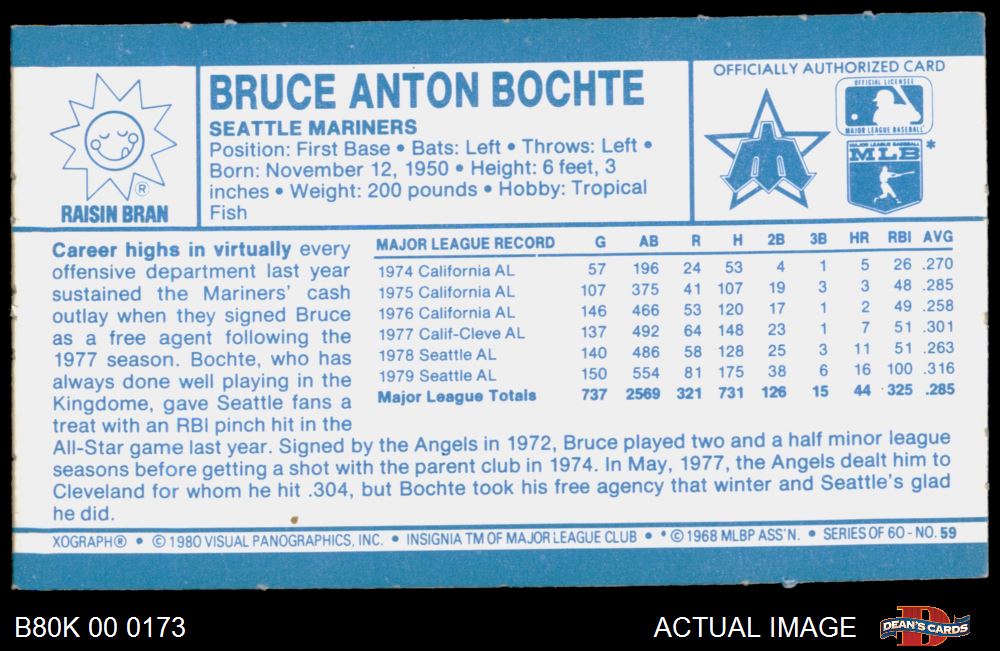 RAISIN BRAN
®
BRUCE ANTON BOCHTE
SEATTLE MARINERS
Position: First Base • Bats: Left • Throws: Left •
Born: November 12, 1950 • Height: 6 feet, 3
inches • Weight: 200 pounds • Hobby: Tropical
Fish
OFFICIALLY AUTHORIZED CARD
OFFICIAL LICENSEE
MAJOR LEAGUE BASEBALL
MAJOR LEAGUE BASEBALL
MLB *
Career highs in virtually every
offensive department last year
sustained the Mariners' cash
outlay when they signed Bruce
as a free agent following the
1977 season. Bochte, who has
always done well playing in the
Kingdome, gave Seattle fans a
treat with an RBI pinch hit in the
All-Star game last year. Signed by the Angels in 1972, Bruce played two and a half minor league
seasons before getting a shot with the parent club in 1974. In May, 1977, the Angels dealt him to
Cleveland for whom he hit .304, but Bochte took his free agency that winter and Seattle's glad
he did.
MAJOR LEAGUE RECORD G AB R H 2B 3B HR RBI AVG
1974 California AL 57 196 24 53 4 1 5 26 .270
1975 California AL 107 375 41 107 19 3 3 48 .285
1976 California AL 146 466 53 120 17 1 2 49 .258
1977 Calif-Cleve AL 137 492 64 148 23 1 7 51 .301
1978 Seattle AL 140 486 58 128 25 3 11 51 .263
1979 Seattle AL 150 554 81 175 38 6 16 100 .316
Major League Totals 737 2569 321 731 126 15 44 325 .285
XOGRAPH® • © 1980 VISUAL PANOGRAPHICS, INC. • INSIGNIA TM OF MAJOR LEAGUE CLUB • * © 1968 MLBP ASS'N. • SERIES OF 60 - NO. 59
B80K 00 0173
ACTUAL IMAGE
D
DEAN'S CARDS